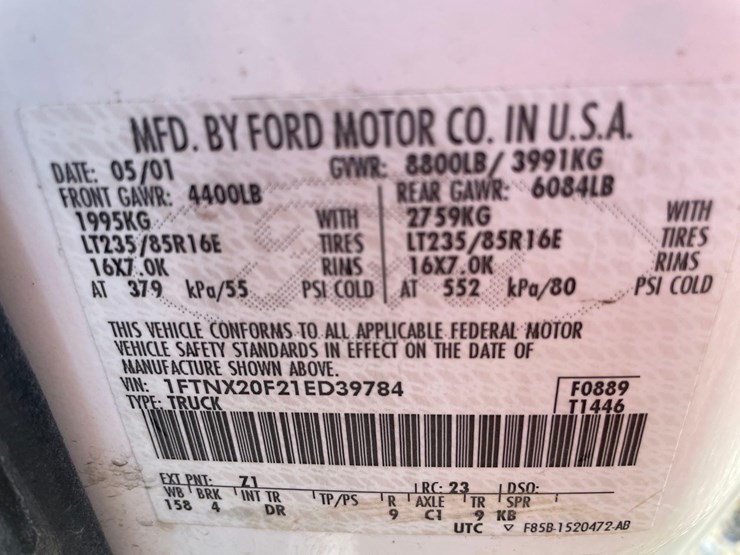 MFD. BY FORD MOTOR CO. IN U.S.A.
DATE: 05/01 GVWR: 8800LB/ 3991KG
FRONT GAWR: 4400LB REAR GAWR: 6084LB
1995KG WITH 2759KG WITH
LT235/85R16E TIRES LT235/85R16E TIRES
16X7.0K RIMS 16X7.0K RIMS
AT 379 kPa/55 PSI COLD AT 552 kPa/80 PSI COLD
THIS VEHICLE CONFORMS TO ALL APPLICABLE FEDERAL MOTOR
VEHICLE SAFETY STANDARDS IN EFFECT ON THE DATE OF
MANUFACTURE SHOWN ABOVE.
VIN: 1FTNX20F21ED39784 F0889
TYPE: TRUCK T1446
EXT PNT: Z1 RC: 23 DSO:
WB BRK INT TR TP/PS R AXLE TR SPR
158 4 DR 9 C1 9 KB
UTC ▽ F85B-1520472-AB